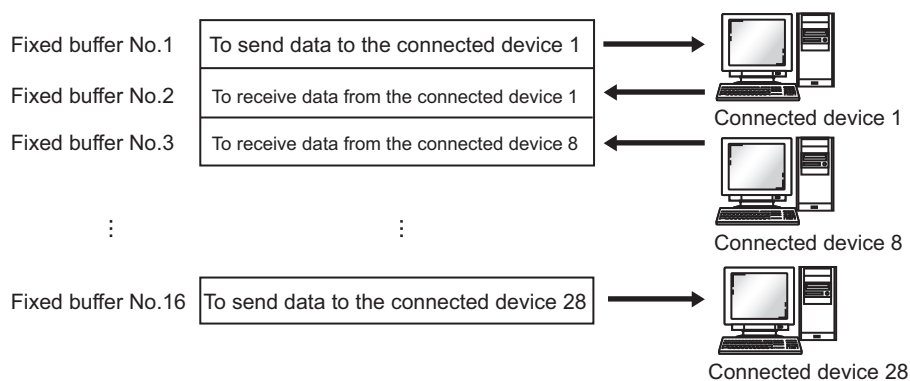 Fixed buffer No.1
To send data to the connected device 1
Fixed buffer No.2
To receive data from the connected device 1
Connected device 1
Fixed buffer No.3
To receive data from the connected device 8
⋮
⋮
Connected device 8
Fixed buffer No.16
To send data to the connected device 28
Connected device 28